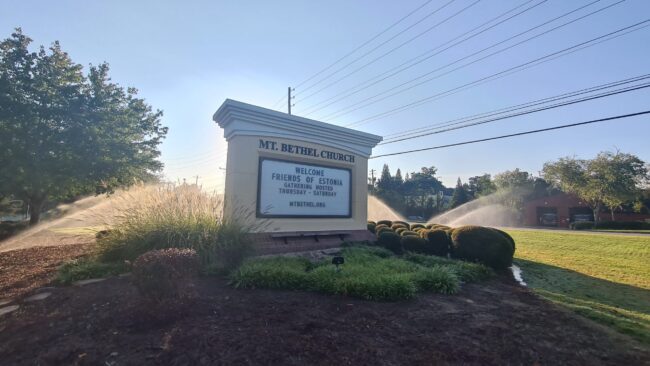 MT. BETHEL CHURCH
WELCOME
FRIENDS OF ESTONIA
GATHERING HOSTED
THURSDAY - SATURDAY
MTBETHEL.ORG